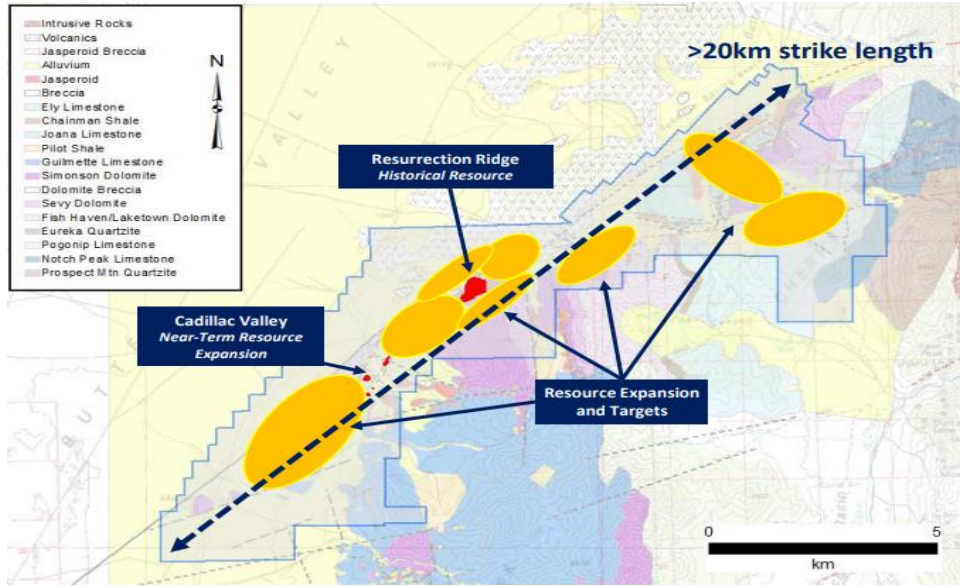 Intrusive Rocks
Volcanics
Jasperoid Breccia
Alluvium
Jasperoid
Breccia
Ely Limestone
Chainman Shale
Joana Limestone
Pilot Shale
Guilmette Limestone
Simonson Dolomite
Dolomite Breccia
Sevy Dolomite
Fish Haven/Laketown Dolomite
Eureka Quartzite
Pogonip Limestone
Notch Peak Limestone
Prospect Mtn Quartzite
N
>20km strike length
VALLEY
Resurrection Ridge
Historical Resource
Cadillac Valley
Near-Term Resource
Expansion
BUTTE
Resource Expansion
and Targets
0 5
km